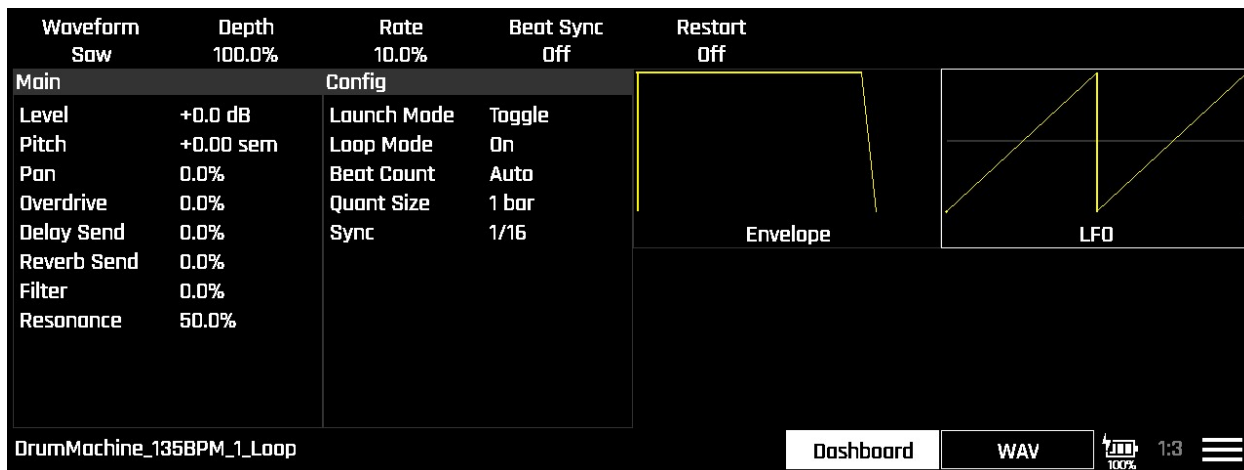 Waveform Depth Rate Beat Sync Restart
Saw 100.0% 10.0% Off Off
Main Config
Level +0.0 dB Launch Mode Toggle
Pitch +0.00 sem Loop Mode On
Pan 0.0% Beat Count Auto
Overdrive 0.0% Quant Size 1 bar
Delay Send 0.0% Sync 1/16
Envelope LFO
Reverb Send 0.0%
Filter 0.0%
Resonance 50.0%
DrumMachine_135BPM_1_Loop Dashboard WAV 1:3
100%